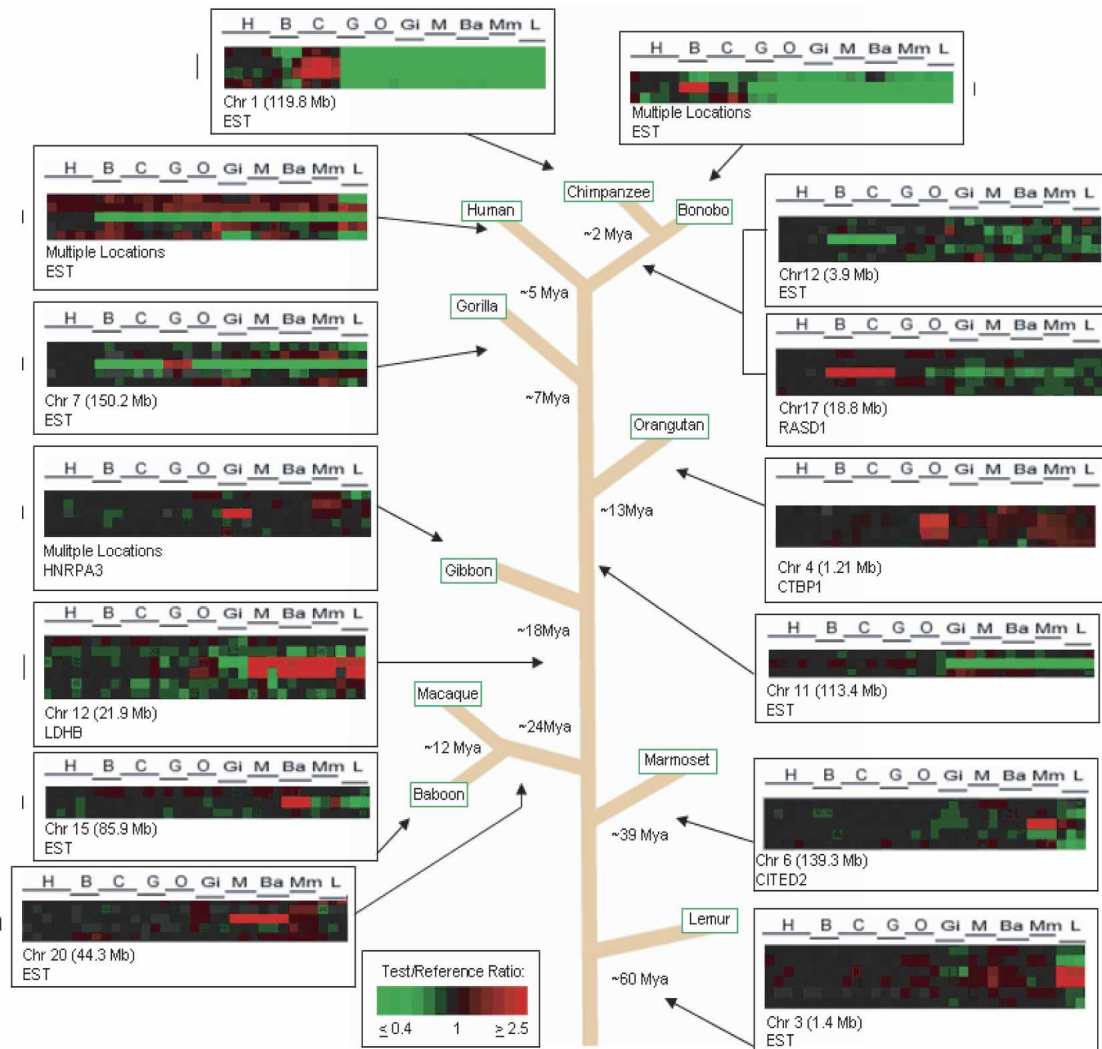 H B C G O Gi M Ba Mm L
Chr 1 (119.8 Mb)
EST
H B C G O Gi M Ba Mm L
Multiple Locations
EST
H B C G O Gi M Ba Mm L
Multiple Locations
EST
H B C G O Gi M Ba Mm L
Chr 7 (150.2 Mb)
EST
H B C G O Gi M Ba Mm L
Mulitple Locations
HNRPA3
H B C G O Gi M Ba Mm L
Chr 12 (21.9 Mb)
LDHB
H B C G O Gi M Ba Mm L
Chr 15 (85.9 Mb)
EST
H B C G O Gi M Ba Mm L
Chr 20 (44.3 Mb)
EST
Chimpanzee
Human
Bonobo
~2 Mya
~5 Mya
Gorilla
~7Mya
Orangutan
~13Mya
Gibbon
~18Mya
Macaque
~24Mya
~12 Mya
Baboon
Marmoset
~39 Mya
Lemur
~60 Mya
Test/Reference Ratio:
≤ 0.4 1 ≥ 2.5
H B C G O Gi M Ba Mm L
Chr12 (3.9 Mb)
EST
H B C G O Gi M Ba Mm L
Chr17 (18.8 Mb)
RASD1
H B C G O Gi M Ba Mm L
Chr 4 (1.21 Mb)
CTBP1
H B C G O Gi M Ba Mm L
Chr 11 (113.4 Mb)
EST
H B C G O Gi M Ba Mm L
Chr 6 (139.3 Mb)
CITED2
H B C G O Gi M Ba Mm L
Chr 3 (1.4 Mb)
EST